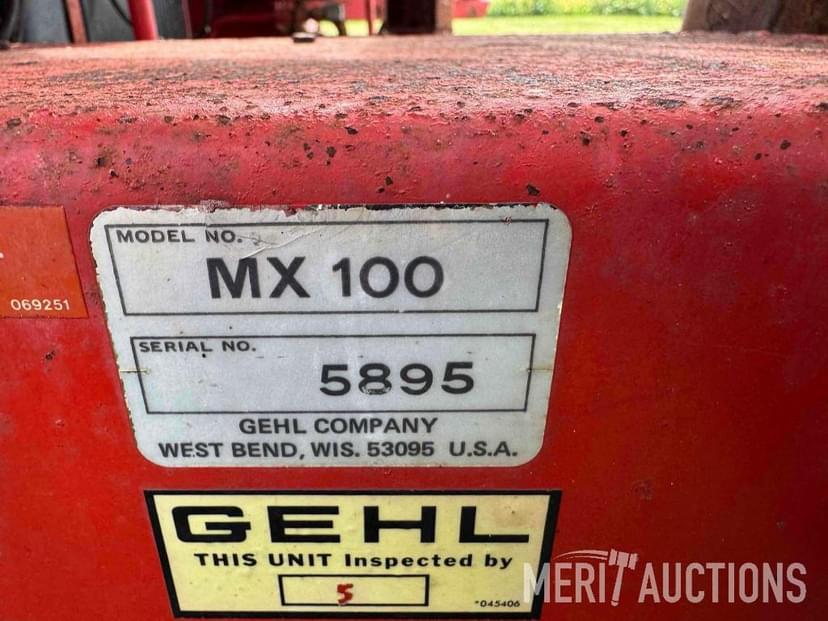 069251
MODEL NO.
MX 100
SERIAL NO.
5895
GEHL COMPANY
WEST BEND, WIS. 53095 U.S.A.
GEHL
THIS UNIT Inspected by
5
*045406
MERIT AUCTIONS